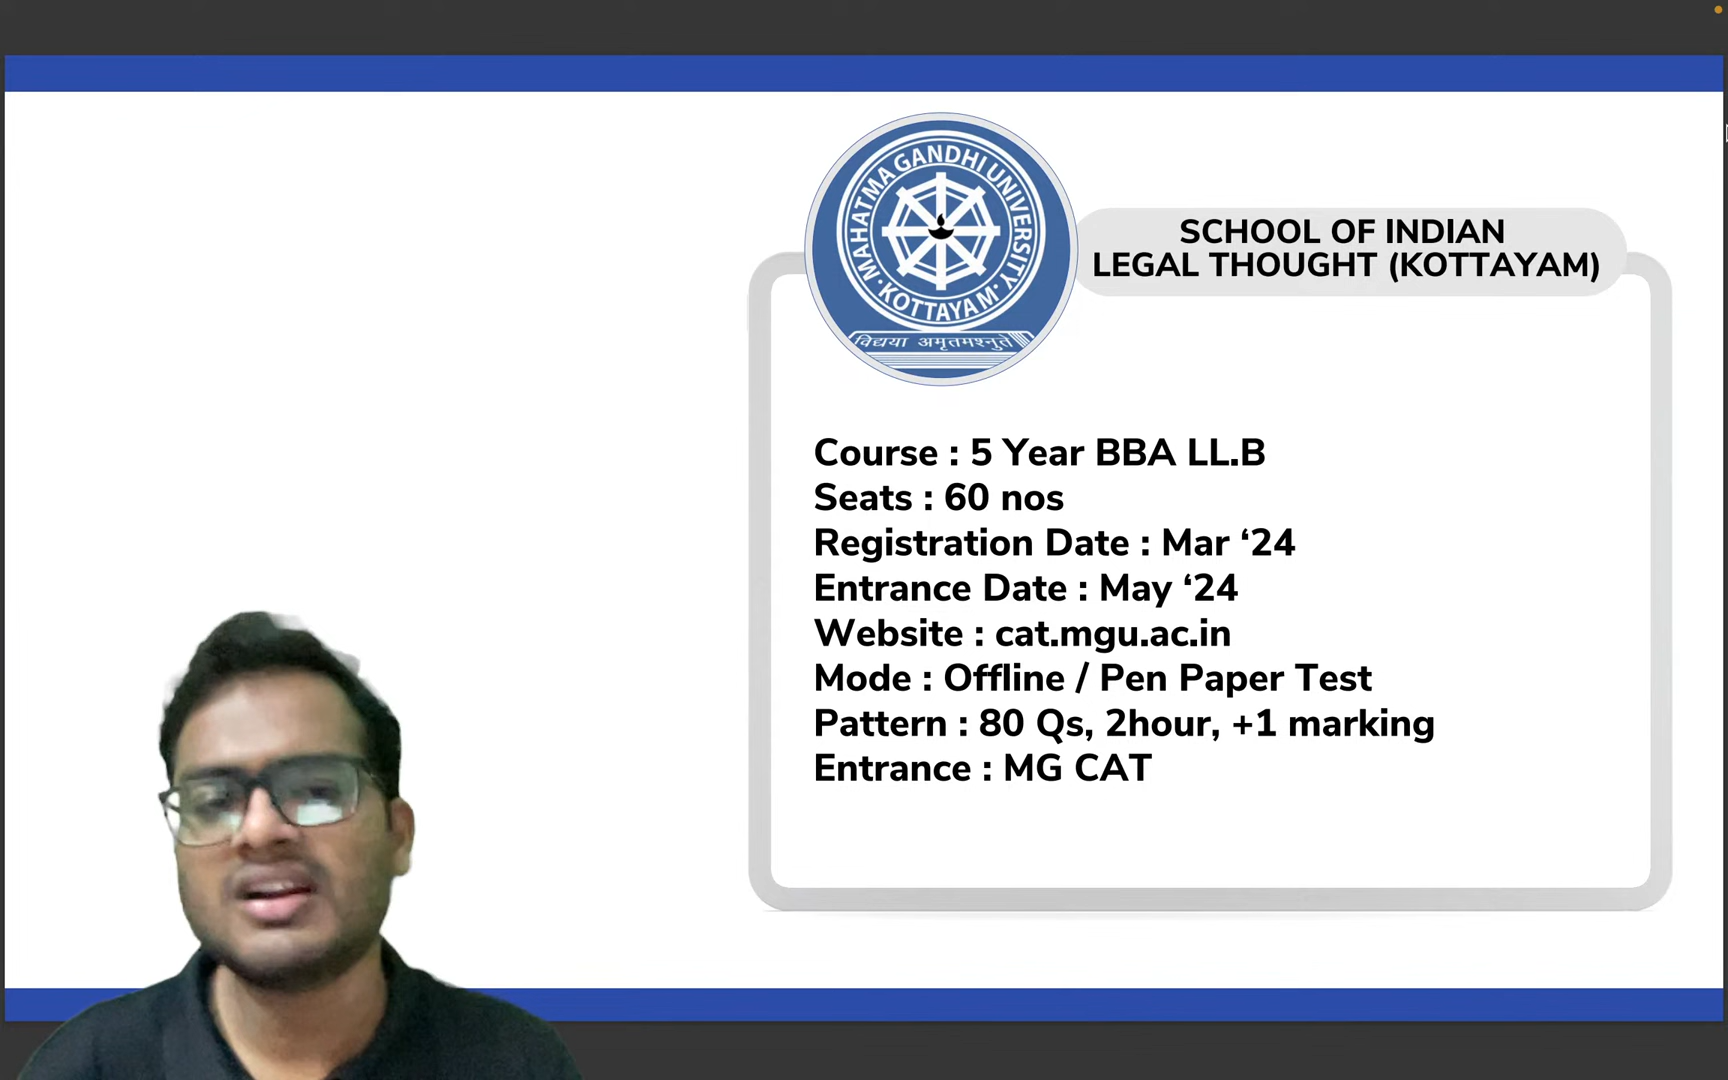 MAHATMA GANDHI UNIVERSITY
· KOTTAYAM ·
विद्यया अमृतमश्नुते
SCHOOL OF INDIAN
LEGAL THOUGHT (KOTTAYAM)
Course : 5 Year BBA LL.B
Seats : 60 nos
Registration Date : Mar ‘24
Entrance Date : May ‘24
Website : cat.mgu.ac.in
Mode : Offline / Pen Paper Test
Pattern : 80 Qs, 2hour, +1 marking
Entrance : MG CAT